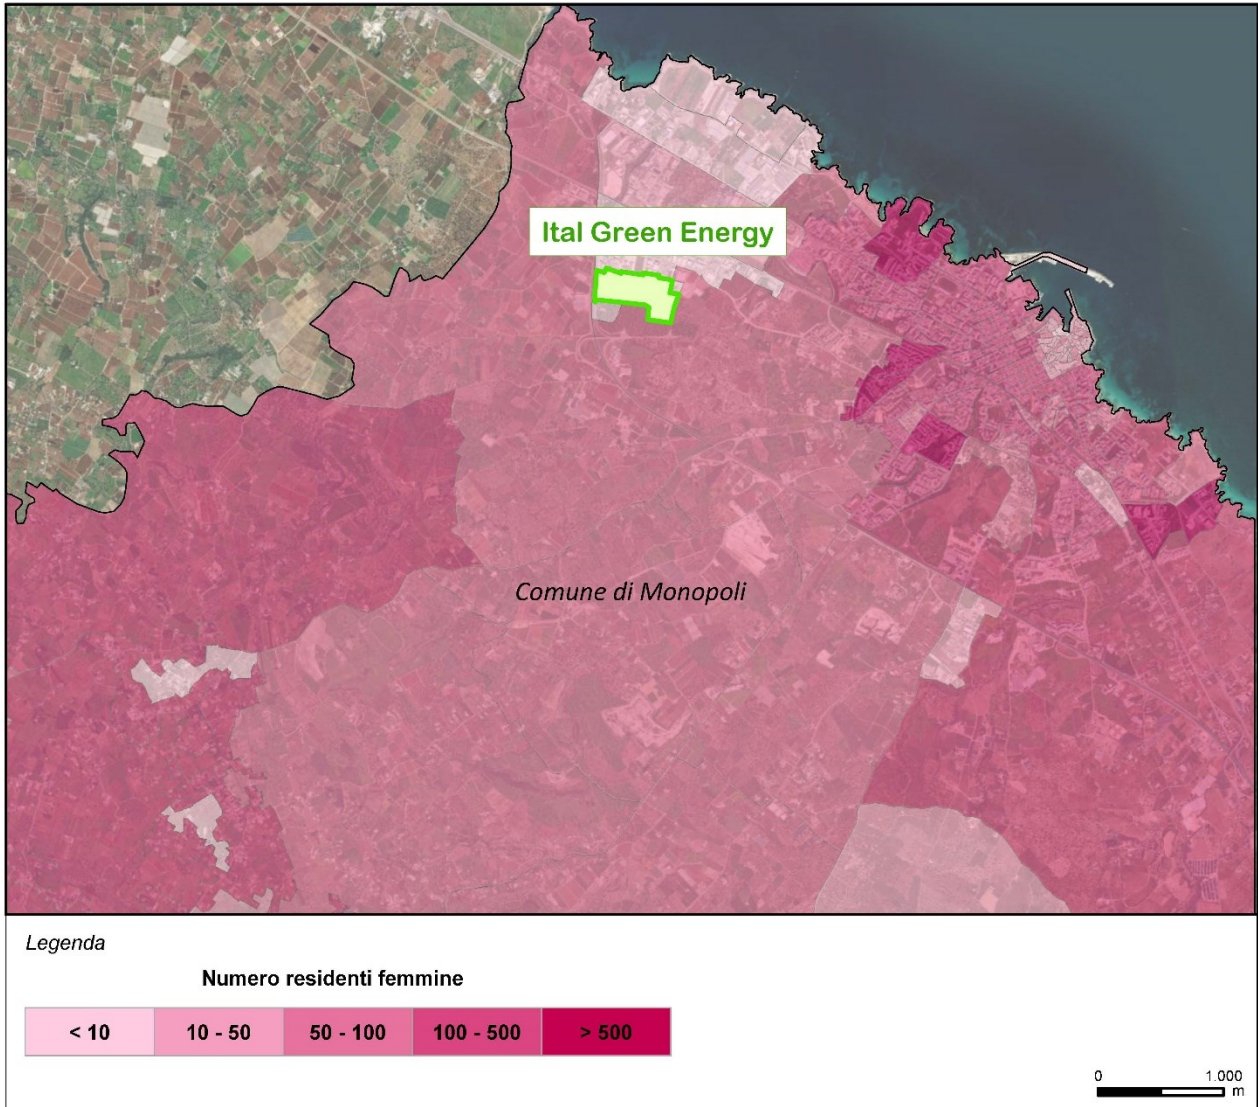 Ital Green Energy
Comune di Monopoli
Legenda
Numero residenti femmine
< 10
10 - 50
50 - 100
100 - 500
> 500
0
1.000
m